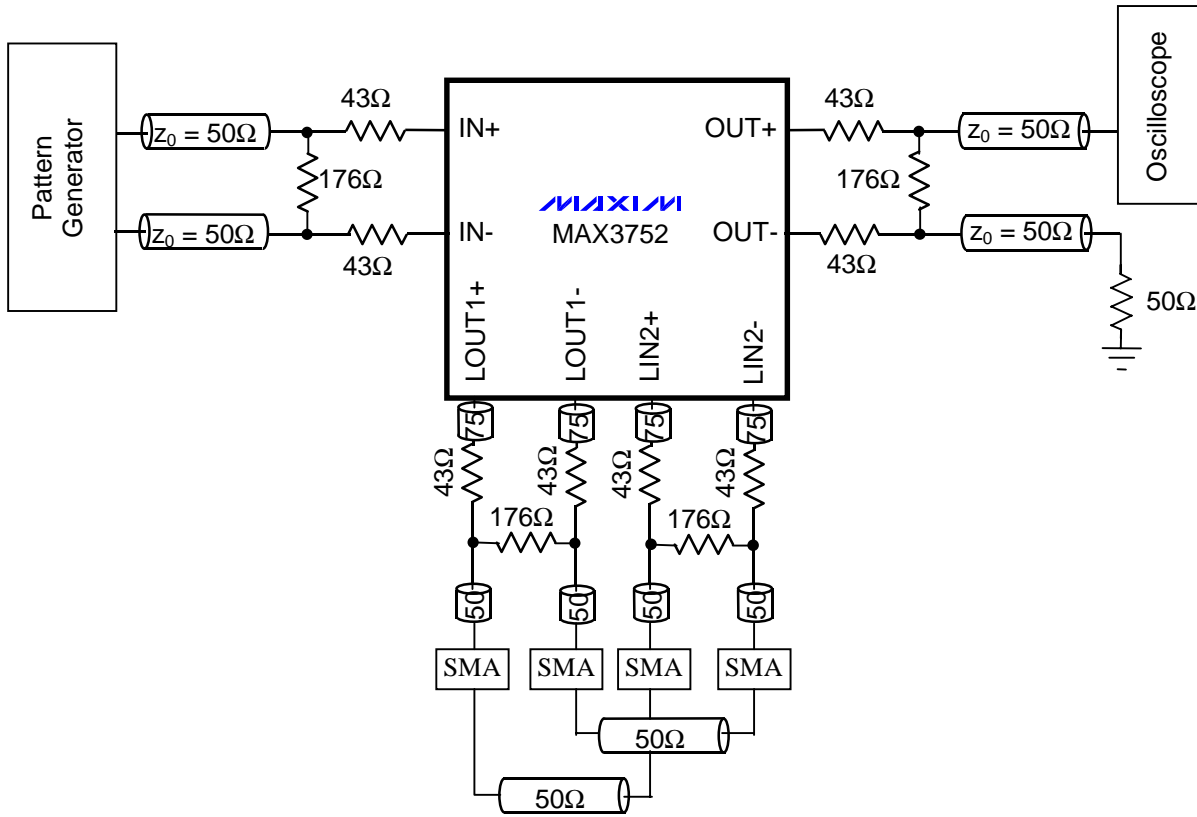 Pattern
Generator
z0 = 50Ω
z0 = 50Ω
43Ω
176Ω
43Ω
IN+
IN-
MAXIM
MAX3752
OUT+
OUT-
43Ω
176Ω
43Ω
z0 = 50Ω
z0 = 50Ω
Oscilloscope
50Ω
LOUT1+
LOUT1-
LIN2+
LIN2-
75
75
75
75
43Ω
43Ω
43Ω
43Ω
176Ω
176Ω
50
50
50
50
SMA
SMA
SMA
SMA
50Ω
50Ω